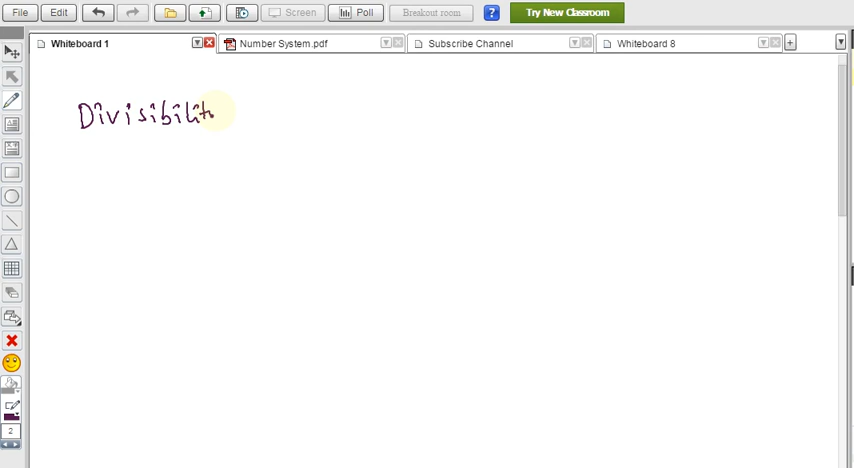 File Edit Screen Poll Breakout room ? Try New Classroom
Whiteboard 1 Number System.pdf Subscribe Channel Whiteboard 8 +
Divisibilit
2